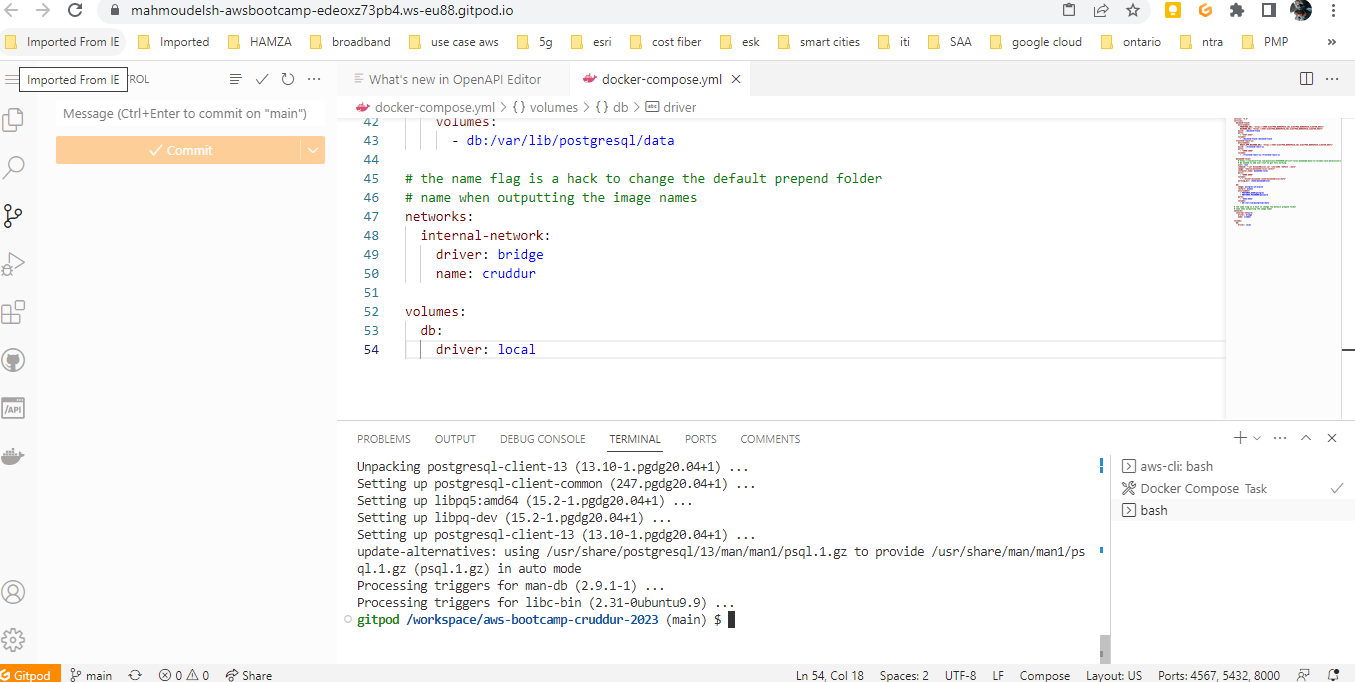 mahmoudelsh-awsbootcamp-edeoxz73pb4.ws-eu88.gitpod.io
Imported From IE Imported HAMZA broadband use case aws 5g esri cost fiber esk smart cities iti SAA google cloud ontario ntra PMP »
Imported From IE ROL
What's new in OpenAPI Editor docker-compose.yml
docker-compose.yml > {} volumes > {} db > abc driver
Message (Ctrl+Enter to commit on "main")
Commit
42 volumes:
43 - db:/var/lib/postgresql/data
44
45 # the name flag is a hack to change the default prepend folder
46 # name when outputting the image names
47 networks:
48 internal-network:
49 driver: bridge
50 name: cruddur
51
52 volumes:
53 db:
54 driver: local
/API
PROBLEMS OUTPUT DEBUG CONSOLE TERMINAL PORTS COMMENTS
Unpacking postgresql-client-13 (13.10-1.pgdg20.04+1) ...
Setting up postgresql-client-common (247.pgdg20.04+1) ...
Setting up libpq5:amd64 (15.2-1.pgdg20.04+1) ...
Setting up libpq-dev (15.2-1.pgdg20.04+1) ...
Setting up postgresql-client-13 (13.10-1.pgdg20.04+1) ...
update-alternatives: using /usr/share/postgresql/13/man/man1/psql.1.gz to provide /usr/share/man/man1/ps
ql.1.gz (psql.1.gz) in auto mode
Processing triggers for man-db (2.9.1-1) ...
Processing triggers for libc-bin (2.31-0ubuntu9.9) ...
gitpod /workspace/aws-bootcamp-cruddur-2023 (main) $
aws-cli: bash
Docker Compose Task
bash
Gitpod main 0 0 Share Ln 54, Col 18 Spaces: 2 UTF-8 LF Compose Layout: US Ports: 4567, 5432, 8000